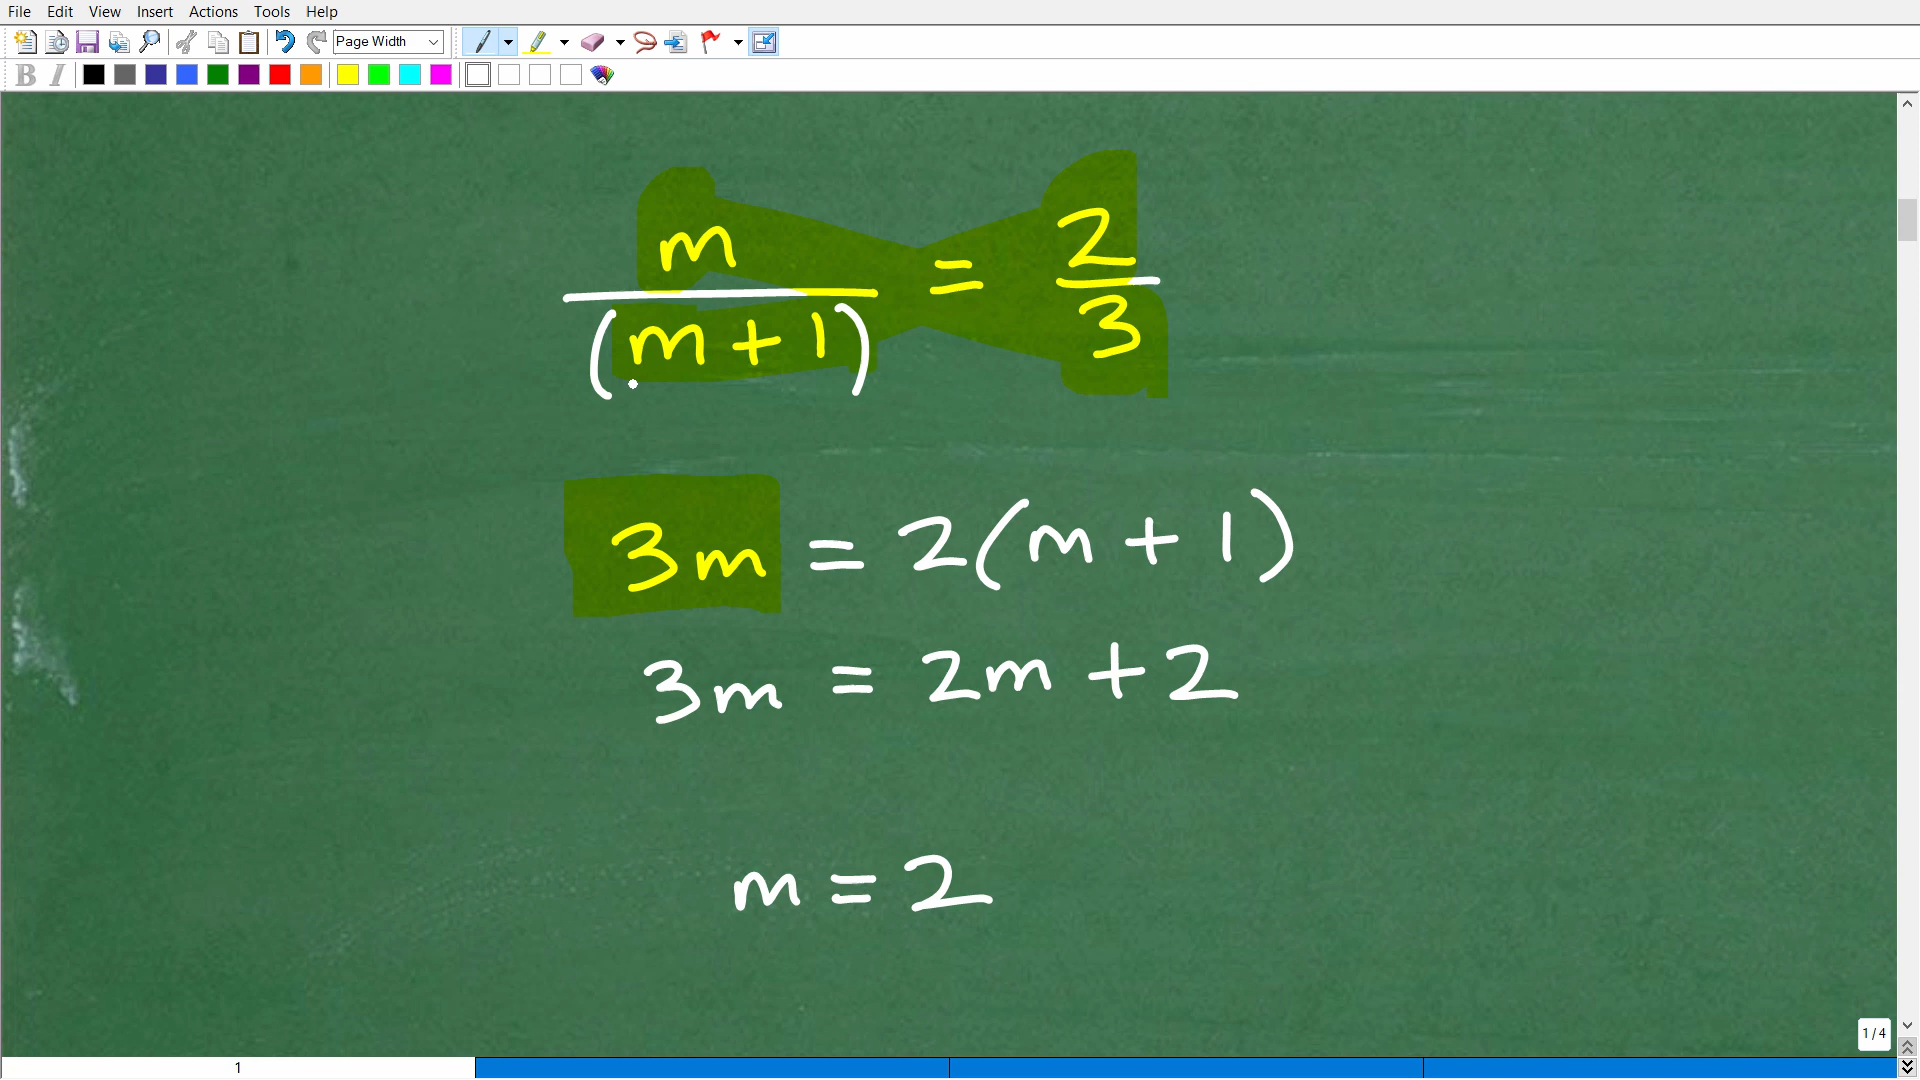 File Edit View Insert Actions Tools Help
Page Width
B I
m/(m + 1) = 2/3
3m = 2(m + 1)
3m = 2m + 2
m = 2
1 / 4
1